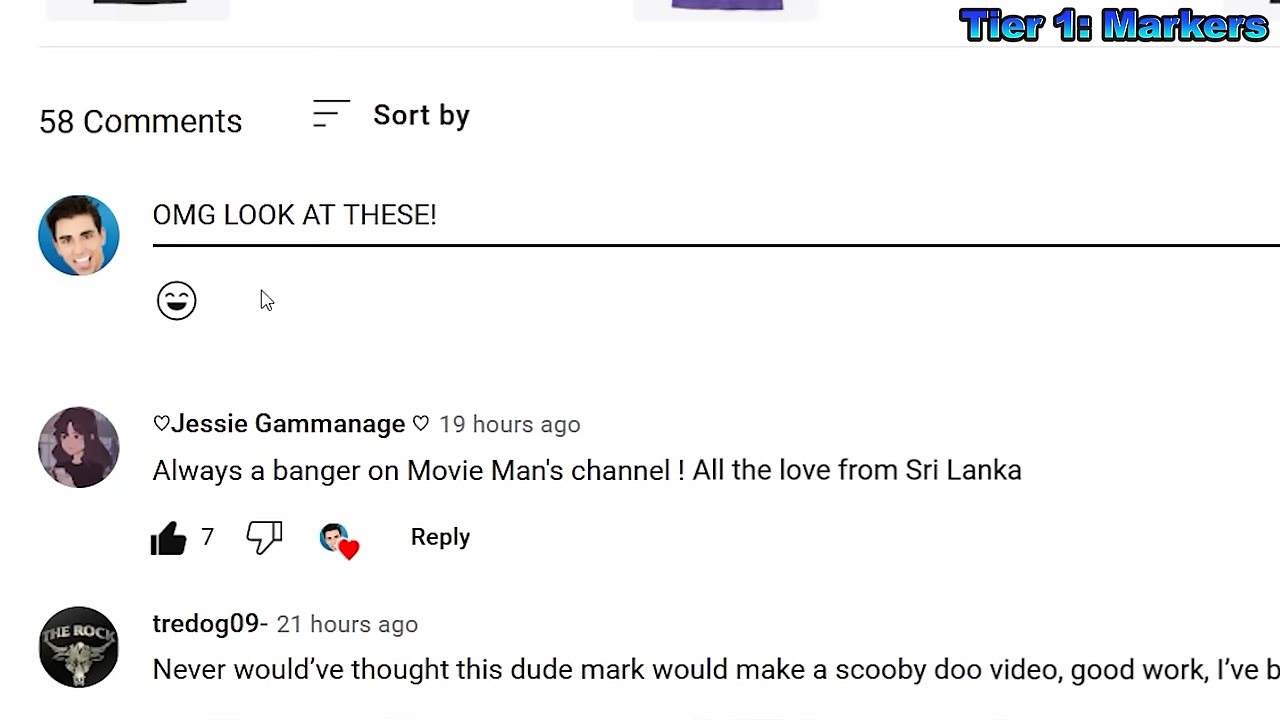 Tier 1: Markers
58 Comments
Sort by
OMG LOOK AT THESE!
♡Jessie Gammanage ♡ 19 hours ago
Always a banger on Movie Man's channel ! All the love from Sri Lanka
7
Reply
THE ROCK
tredog09- 21 hours ago
Never would’ve thought this dude mark would make a scooby doo video, good work, I’ve b